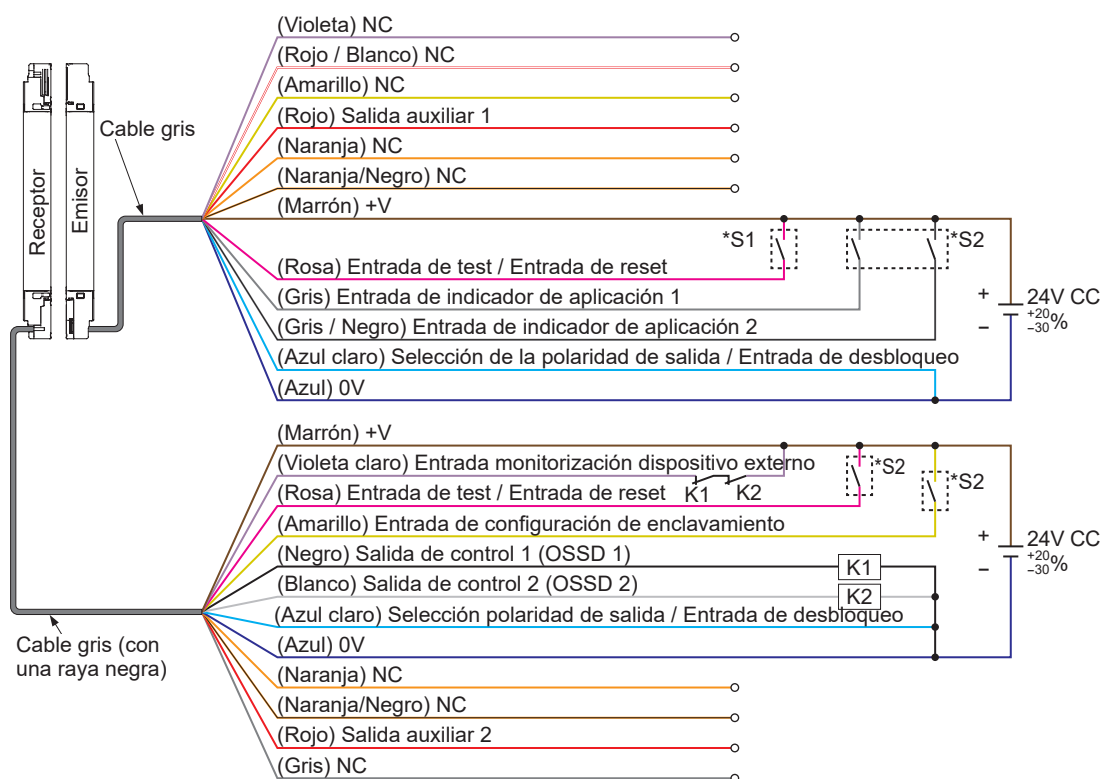 (Violeta) NC
(Rojo / Blanco) NC
(Amarillo) NC
(Rojo) Salida auxiliar 1
(Naranja) NC
(Naranja/Negro) NC
(Marrón) +V
Cable gris
Receptor
Emisor
*S1
*S2
(Rosa) Entrada de test / Entrada de reset
(Gris) Entrada de indicador de aplicación 1
(Gris / Negro) Entrada de indicador de aplicación 2
(Azul claro) Selección de la polaridad de salida / Entrada de desbloqueo
(Azul) 0V
+
−
24V CC
+20
−30%
(Marrón) +V
(Violeta claro) Entrada monitorización dispositivo externo
K1
K2
*S2
*S2
(Rosa) Entrada de test / Entrada de reset
(Amarillo) Entrada de configuración de enclavamiento
(Negro) Salida de control 1 (OSSD 1)
K1
(Blanco) Salida de control 2 (OSSD 2)
K2
(Azul claro) Selección polaridad de salida / Entrada de desbloqueo
(Azul) 0V
+
−
24V CC
+20
−30%
Cable gris (con
una raya negra)
(Naranja) NC
(Naranja/Negro) NC
(Rojo) Salida auxiliar 2
(Gris) NC